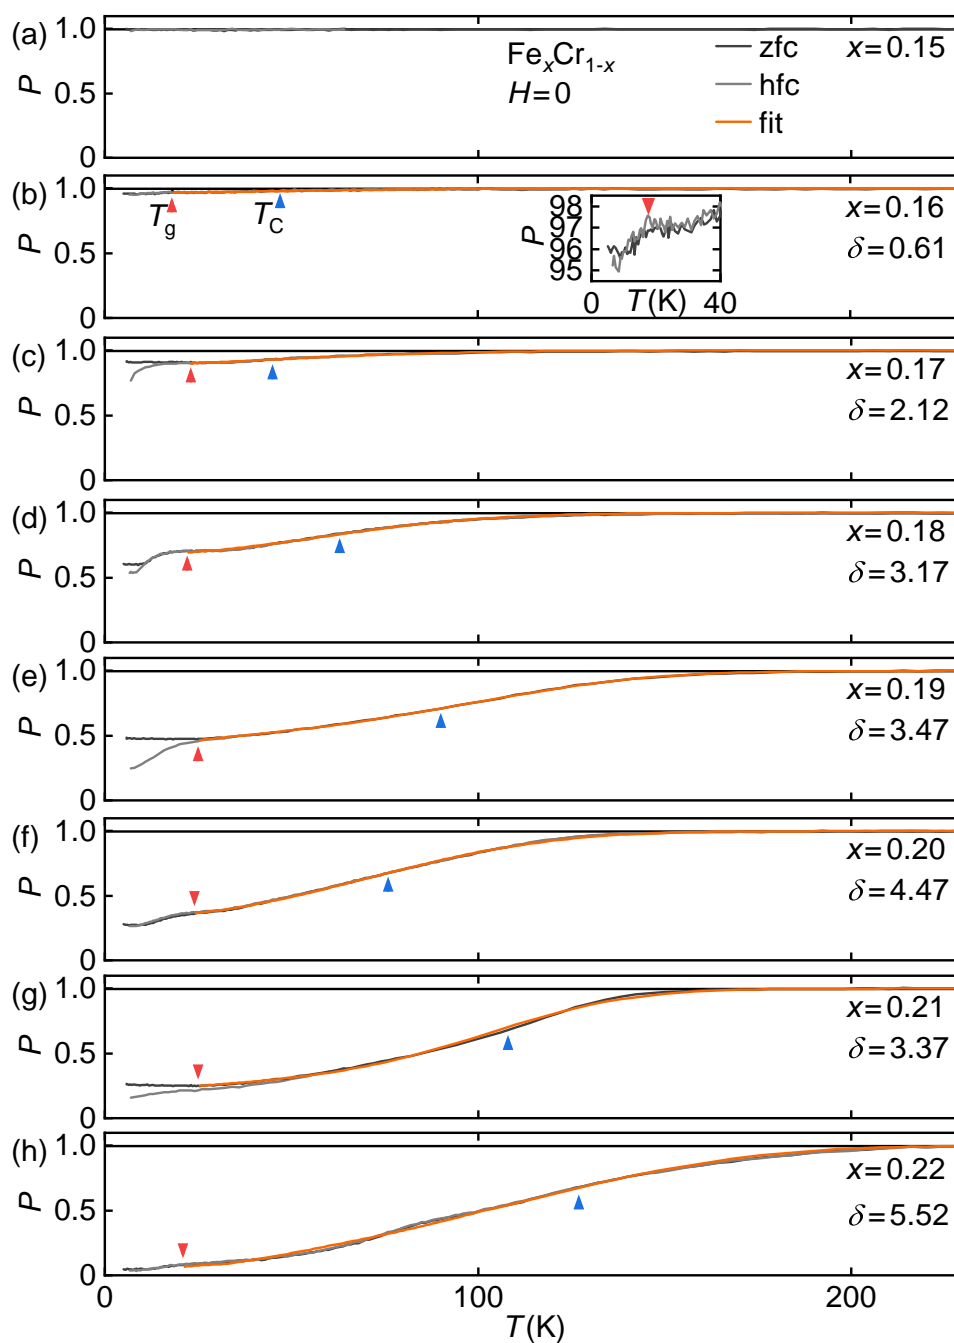 (a)
1.0
0.5
0
P
Fe_xCr_{1-x}
H=0
zfc
hfc
fit
x=0.15
(b)
1.0
0.5
0
P
T_g
T_C
98
97
96
95
P
0
T(K)
40
x=0.16
δ=0.61
(c)
1.0
0.5
0
P
x=0.17
δ=2.12
(d)
1.0
0.5
0
P
x=0.18
δ=3.17
(e)
1.0
0.5
0
P
x=0.19
δ=3.47
(f)
1.0
0.5
0
P
x=0.20
δ=4.47
(g)
1.0
0.5
0
P
x=0.21
δ=3.37
(h)
1.0
0.5
0
P
x=0.22
δ=5.52
0
100
200
T(K)